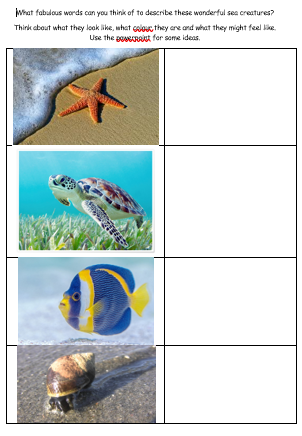 What fabulous words can you think of to describe these wonderful sea creatures?
Think about what they look like, what colour they are and what they might feel like.
Use the powerpoint for some ideas.